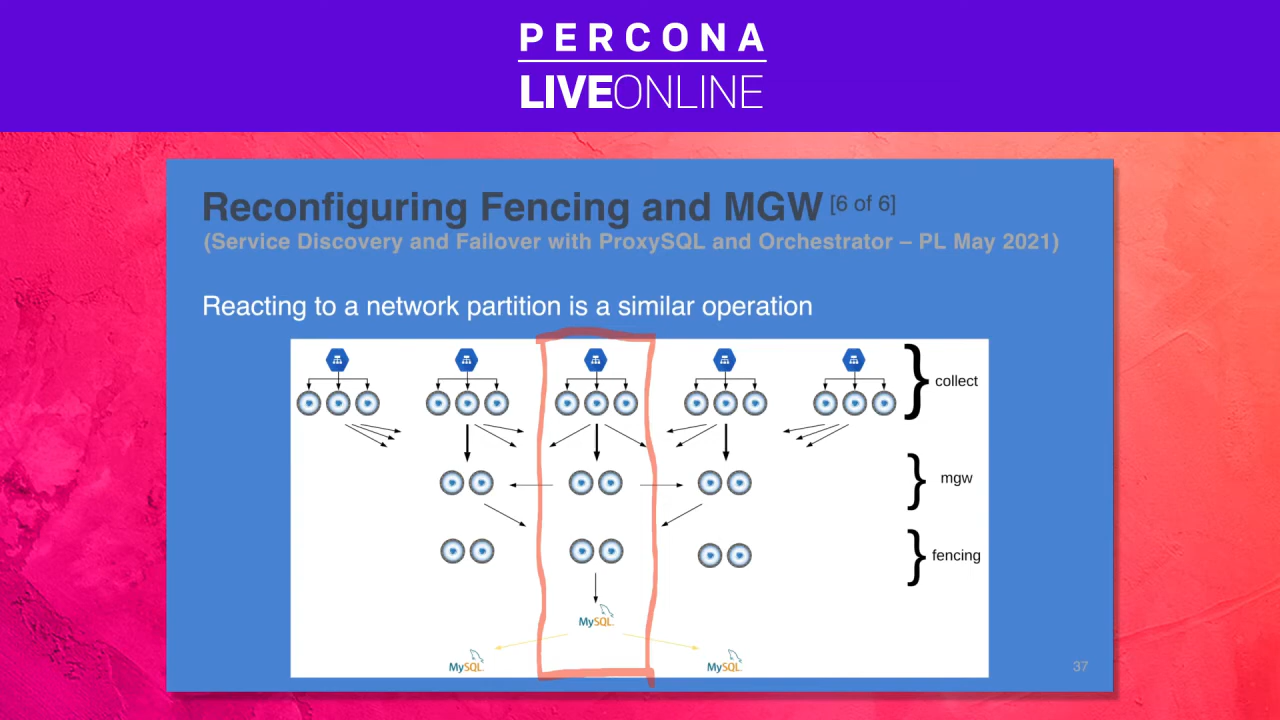 PERCONA
LIVEONLINE
Reconfiguring Fencing and MGW [6 of 6]
(Service Discovery and Failover with ProxySQL and Orchestrator – PL May 2021)
Reacting to a network partition is a similar operation
collect
mgw
fencing
MySQL
MySQL
MySQL
37